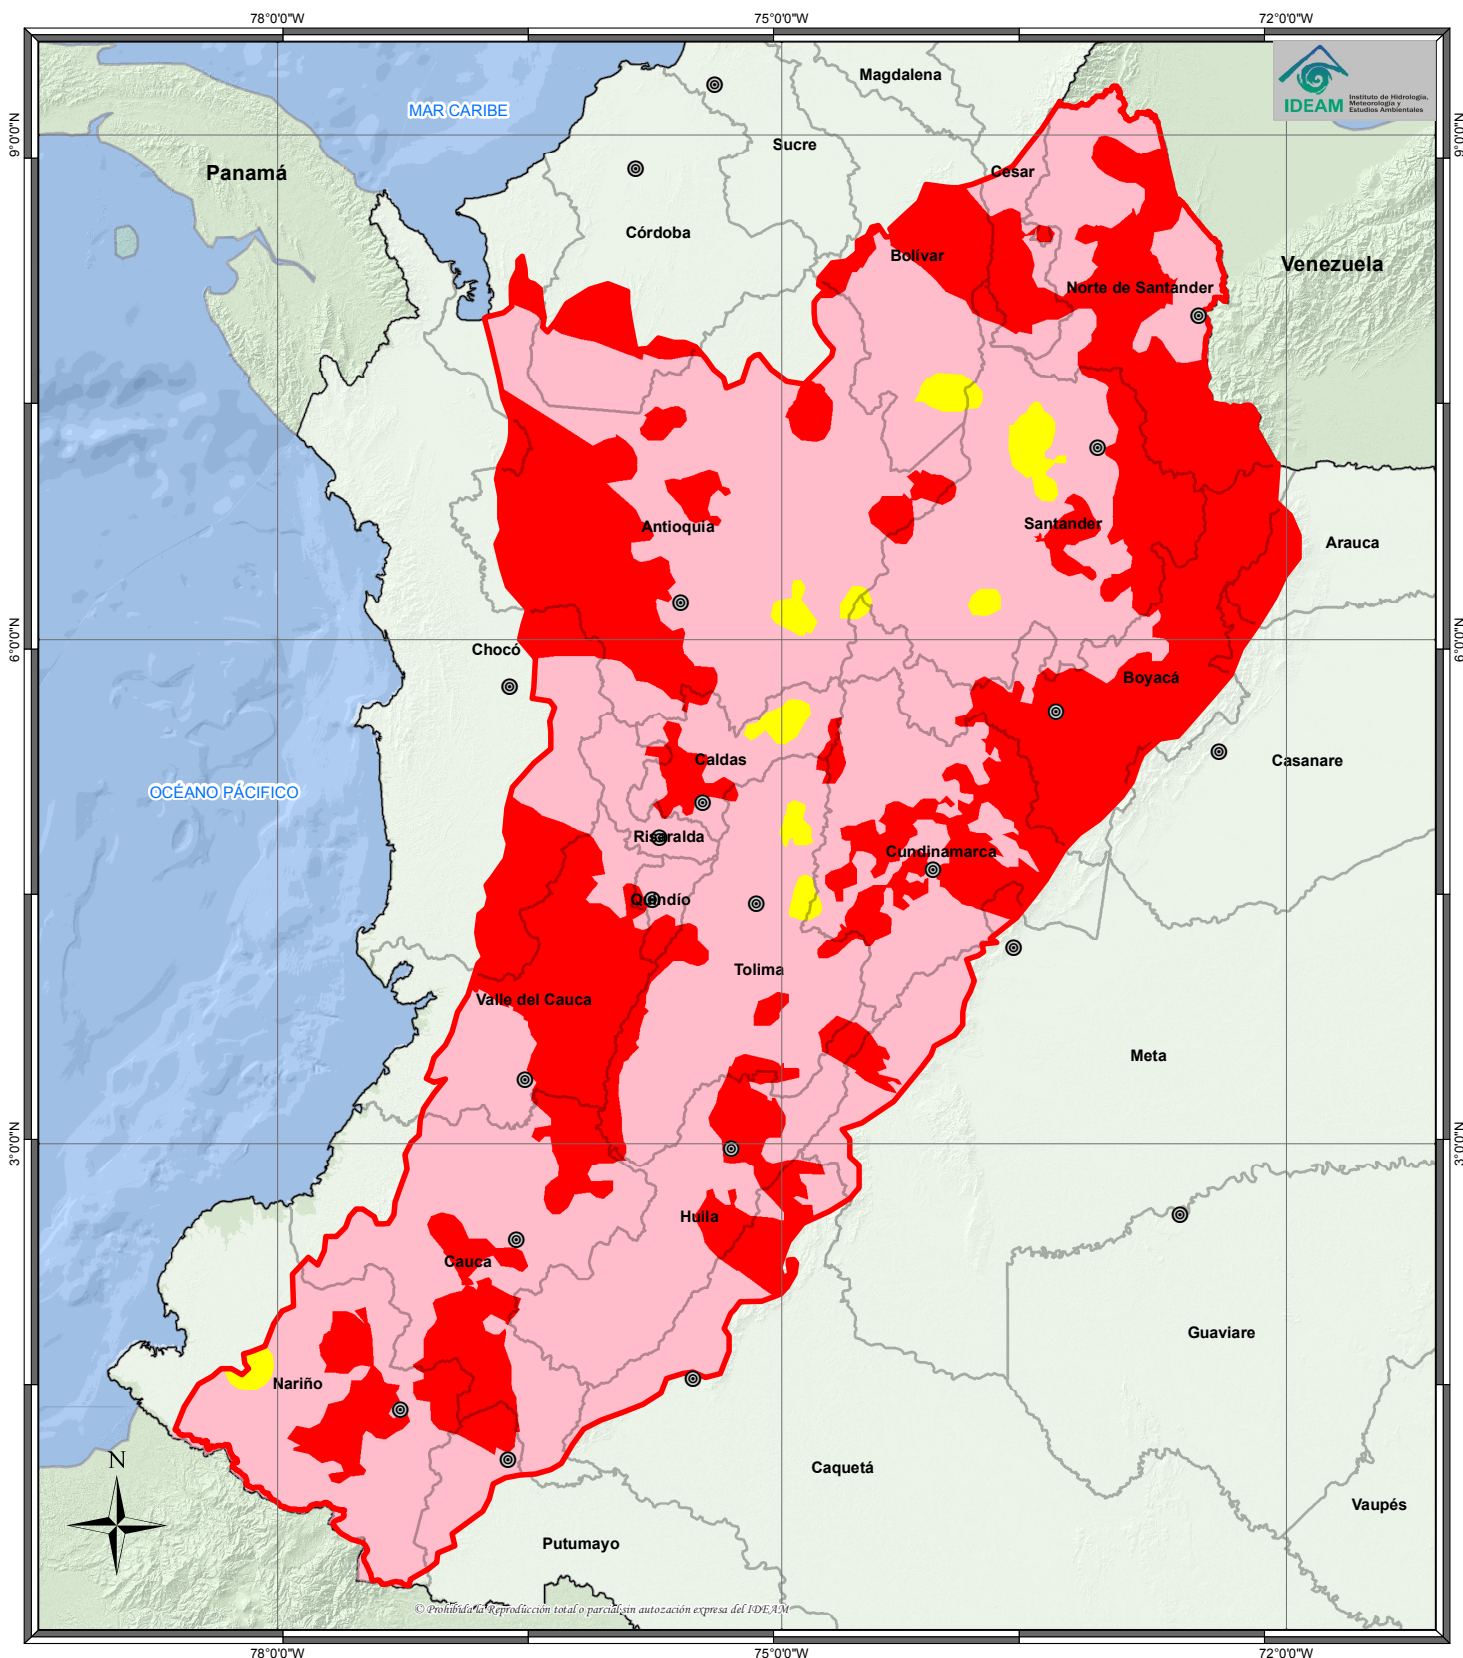 78°0'0"W
75°0'0"W
72°0'0"W
Magdalena
IDEAM
Instituto de Hidrología,
Meteorología y
Estudios Ambientales
MAR CARIBE
9°0'0"N
9°0'0"N
Sucre
Panamá
Cesar
Córdoba
Bolívar
Venezuela
Norte de Santander
Antioquia
Santander
Arauca
6°0'0"N
6°0'0"N
Chocó
Boyacá
Caldas
Casanare
OCÉANO PÁCIFICO
Risaralda
Cundinamarca
Quindío
Tolima
Valle del Cauca
Meta
3°0'0"N
3°0'0"N
Huila
Cauca
Guaviare
Nariño
N
Caquetá
Vaupés
Putumayo
© Prohibida la Reproducción total o parcial sin autozación expresa del IDEAM
78°0'0"W
75°0'0"W
72°0'0"W